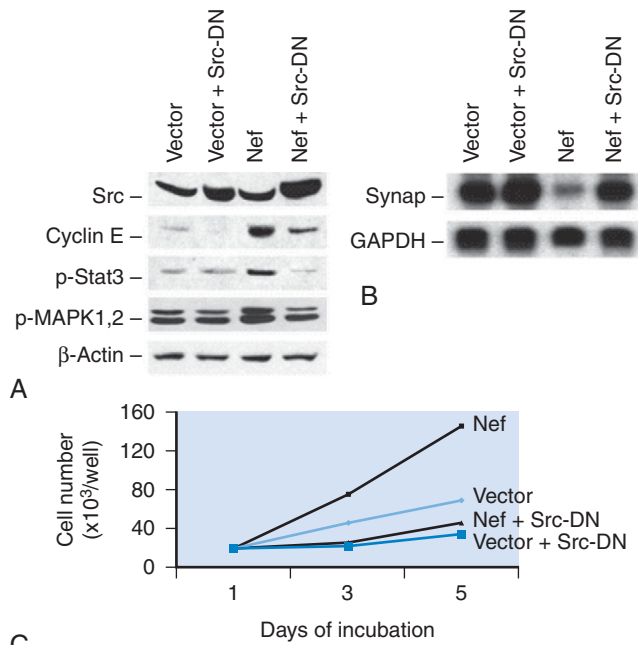 Vector
Vector + Src-DN
Nef
Nef + Src-DN
Src –
Cyclin E –
p-Stat3 –
p-MAPK1,2 –
β-Actin –
A
Vector
Vector + Src-DN
Nef
Nef + Src-DN
Synap –
GAPDH –
B
Cell number
(x10³/well)
160
120
80
40
0
Nef
Vector
Nef + Src-DN
Vector + Src-DN
1 3 5
Days of incubation
C